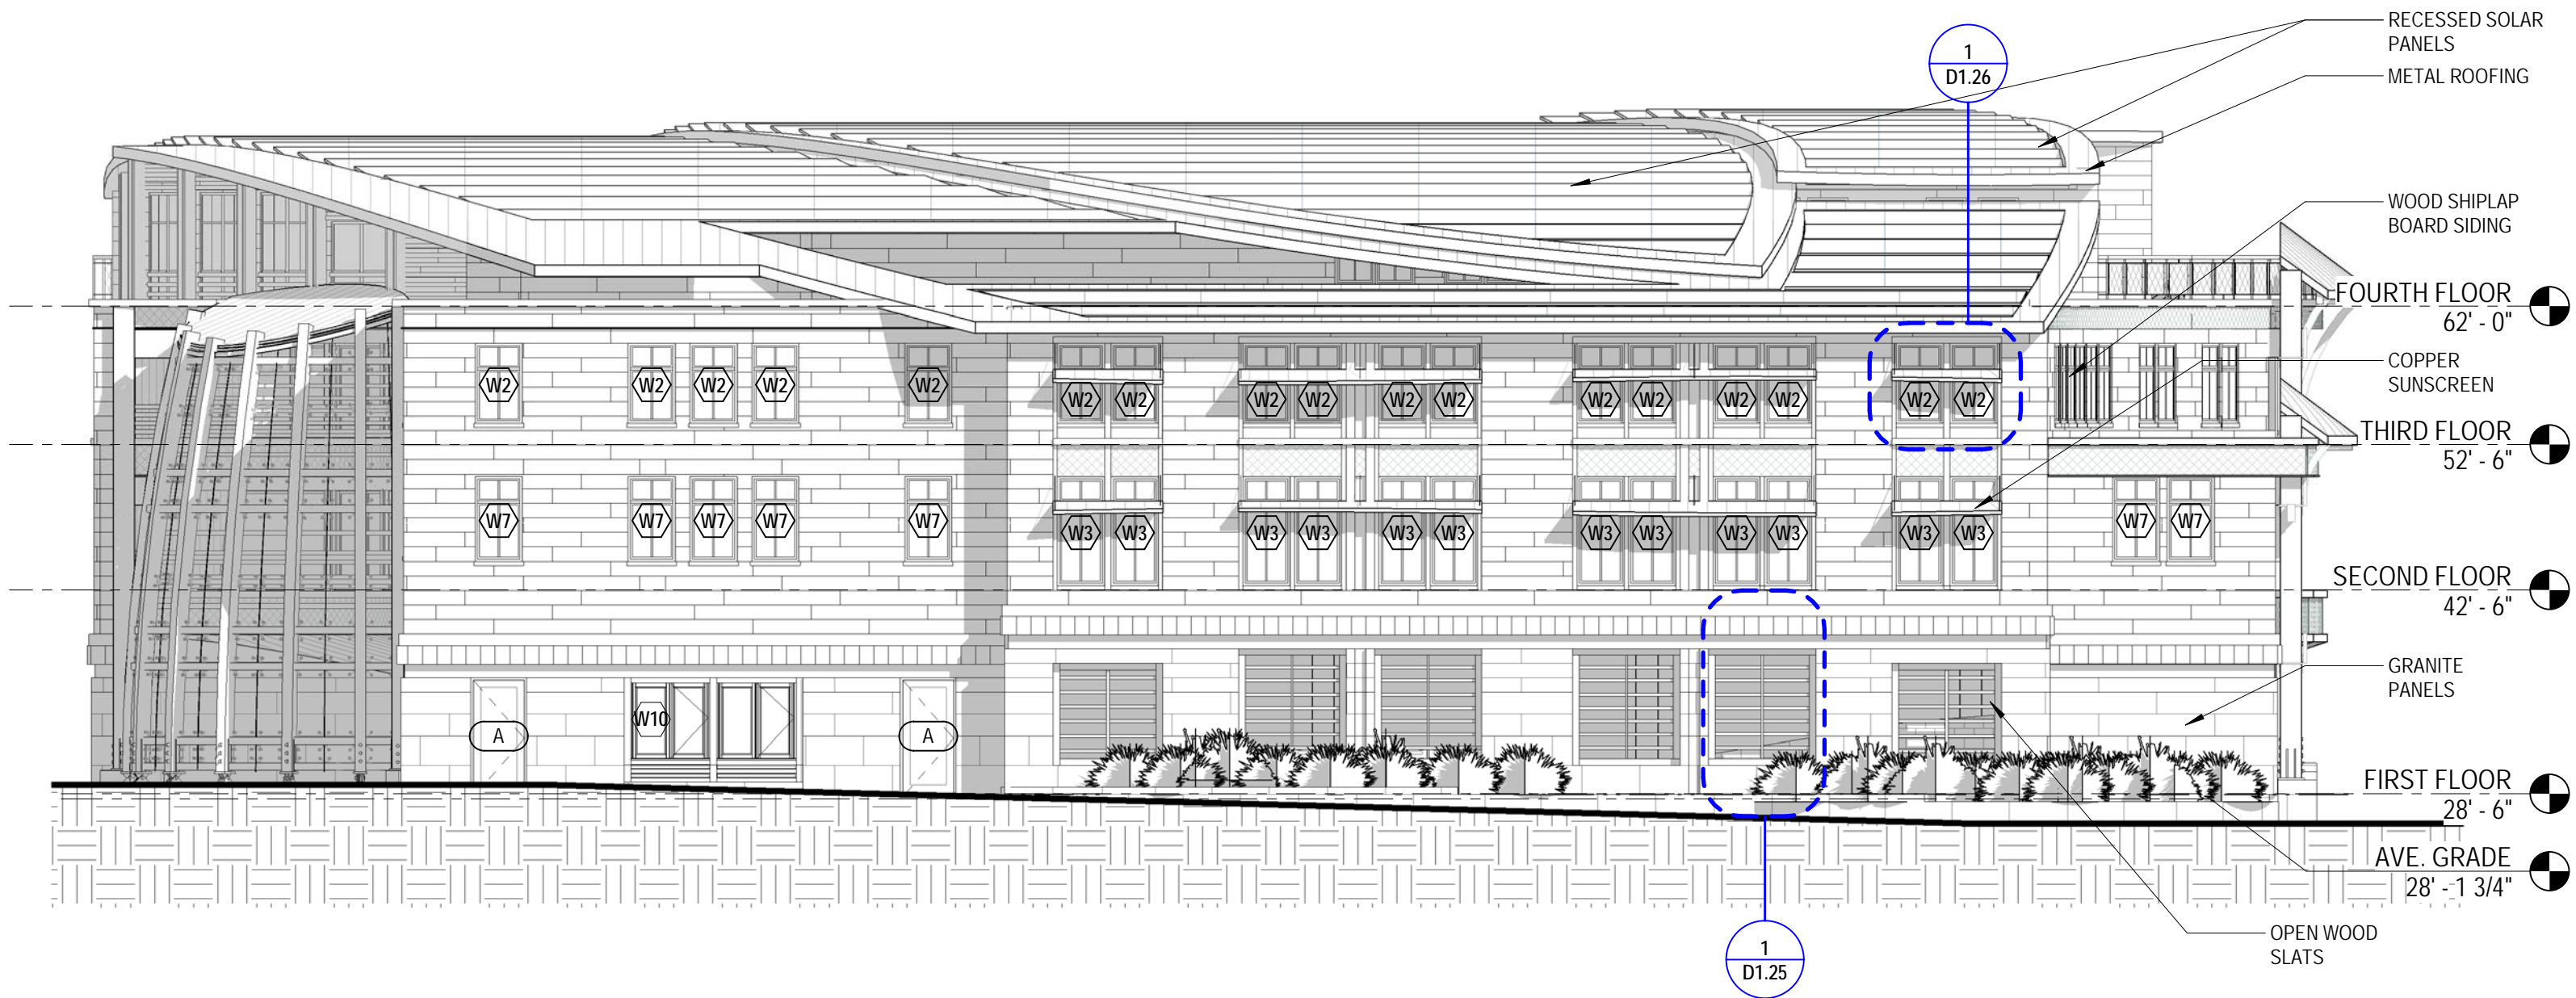 RECESSED SOLAR
PANELS
1
D1.26
METAL ROOFING
WOOD SHIPLAP
BOARD SIDING
FOURTH FLOOR
62' - 0"
COPPER
SUNSCREEN
W2 W2 W2 W2 W2 W2 W2 W2 W2 W2 W2 W2 W2 W2 W2 W2 W2
THIRD FLOOR
52' - 6"
W7 W7 W7 W7 W7 W3 W3 W3 W3 W3 W3 W3 W3 W3 W3 W3 W3 W7 W7
SECOND FLOOR
42' - 6"
GRANITE
PANELS
W10
A A
FIRST FLOOR
28' - 6"
AVE. GRADE
28' - 1 3/4"
OPEN WOOD
SLATS
1
D1.25